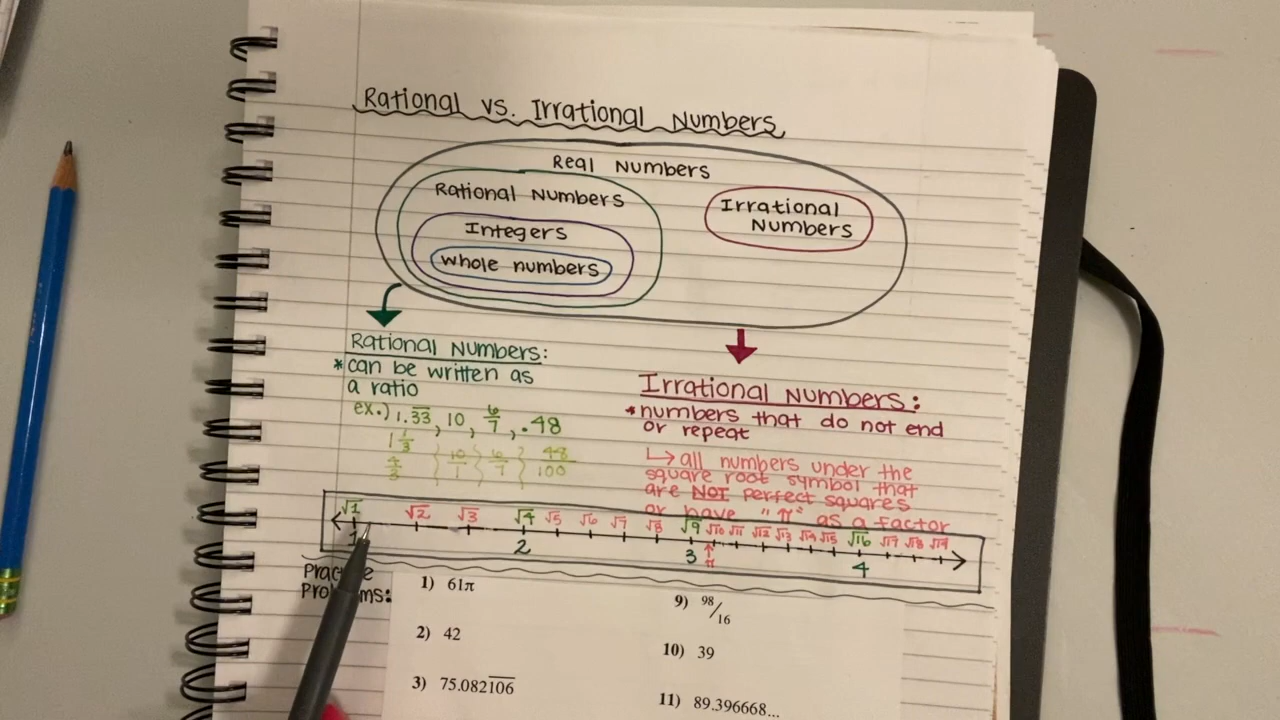 Rational vs. Irrational Numbers
Real Numbers
Rational Numbers
Integers
whole numbers
Irrational
Numbers
Rational Numbers:
*can be written as
a ratio
ex.) 1.3̅3̅, 10, 6/7, .48
1 1/3
4/3 } 10/1 } 6/7 } 48/100
Irrational Numbers:
*numbers that do not end
or repeat
↳ all numbers under the
square root symbol that
are NOT perfect squares
or have "π" as a factor
√1 √2 √3 √4 √5 √6 √7 √8 √9 √10 √11 √12 √13 √14 √15 √16 √17 √18 √19
1 2 3 π 4
Practice
Problems:
1) 61π
2) 42
3) 75.0821̅0̅6̅
9) 98/16
10) 39
11) 89.396668...